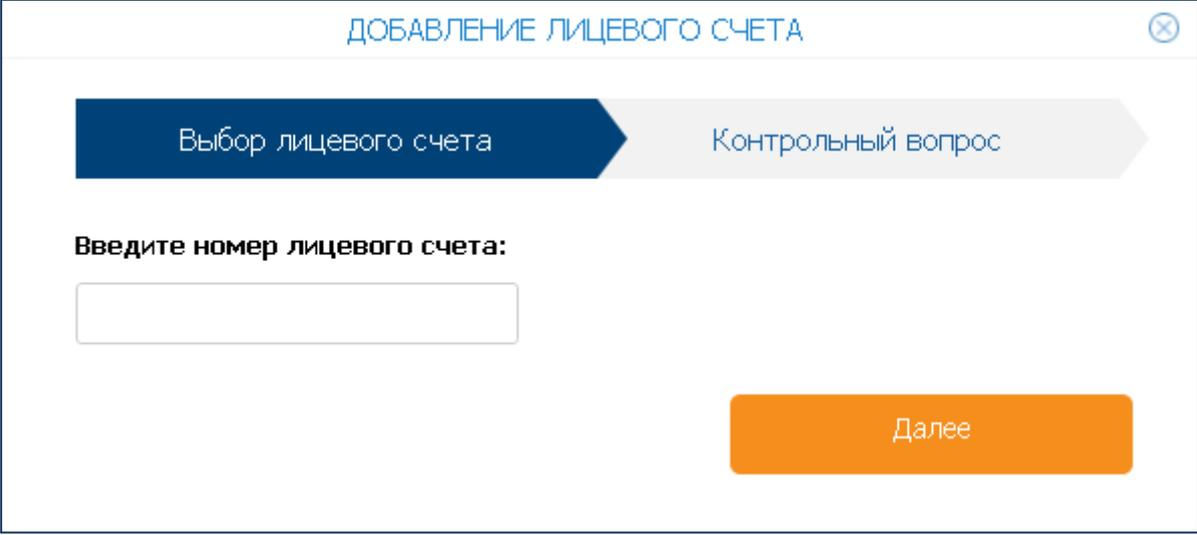 ДОБАВЛЕНИЕ ЛИЦЕВОГО СЧЕТА
Выбор лицевого счета
Контрольный вопрос
Введите номер лицевого счета:
Далее